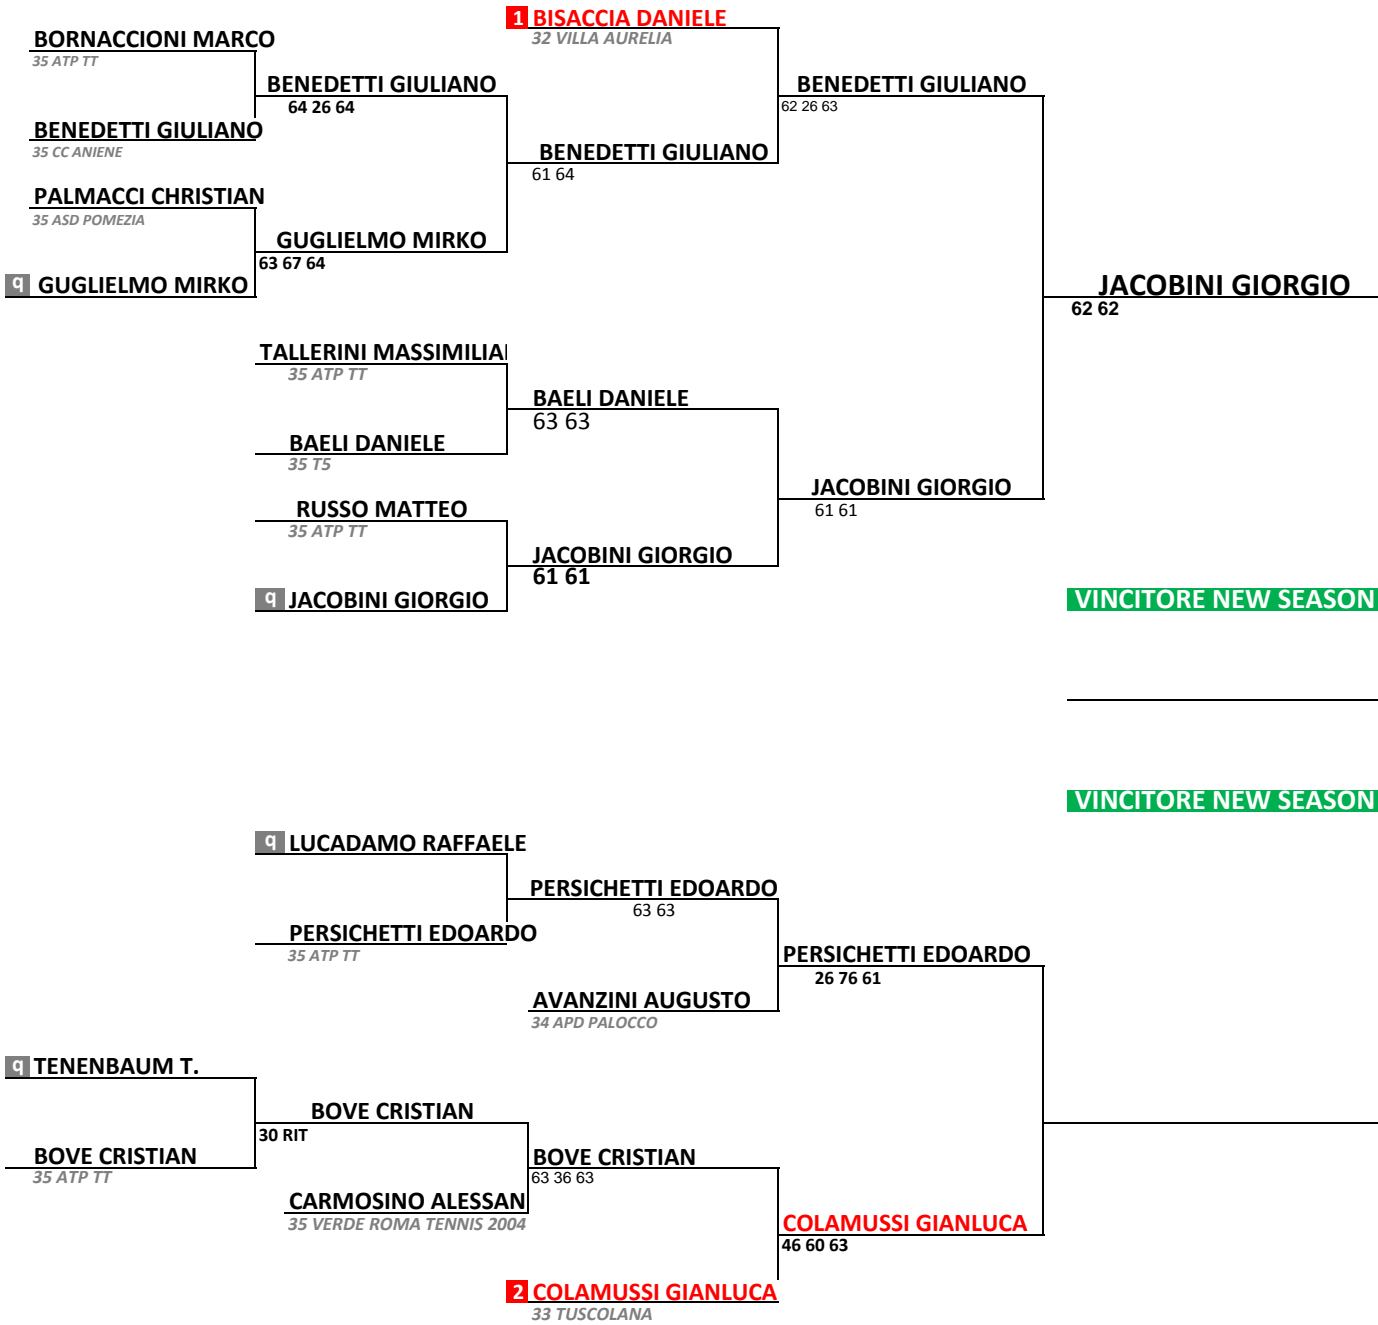 1 BISACCIA DANIELE
32 VILLA AURELIA
BORNACCIONI MARCO
35 ATP TT
BENEDETTI GIULIANO
64 26 64
BENEDETTI GIULIANO
62 26 63
BENEDETTI GIULIANO
35 CC ANIENE
BENEDETTI GIULIANO
61 64
PALMACCI CHRISTIAN
35 ASD POMEZIA
GUGLIELMO MIRKO
63 67 64
q GUGLIELMO MIRKO
JACOBINI GIORGIO
62 62
TALLERINI MASSIMILIA
35 ATP TT
BAELI DANIELE
63 63
BAELI DANIELE
35 T5
JACOBINI GIORGIO
61 61
RUSSO MATTEO
35 ATP TT
JACOBINI GIORGIO
61 61
q JACOBINI GIORGIO
VINCITORE NEW SEASON
VINCITORE NEW SEASON
q LUCADAMO RAFFAELE
PERSICHETTI EDOARDO
63 63
PERSICHETTI EDOARDO
35 ATP TT
PERSICHETTI EDOARDO
26 76 61
AVANZINI AUGUSTO
34 APD PALOCCO
q TENENBAUM T.
BOVE CRISTIAN
30 RIT
BOVE CRISTIAN
35 ATP TT
BOVE CRISTIAN
63 36 63
CARMOSINO ALESSAN
35 VERDE ROMA TENNIS 2004
COLAMUSSI GIANLUCA
46 60 63
2 COLAMUSSI GIANLUCA
33 TUSCOLANA